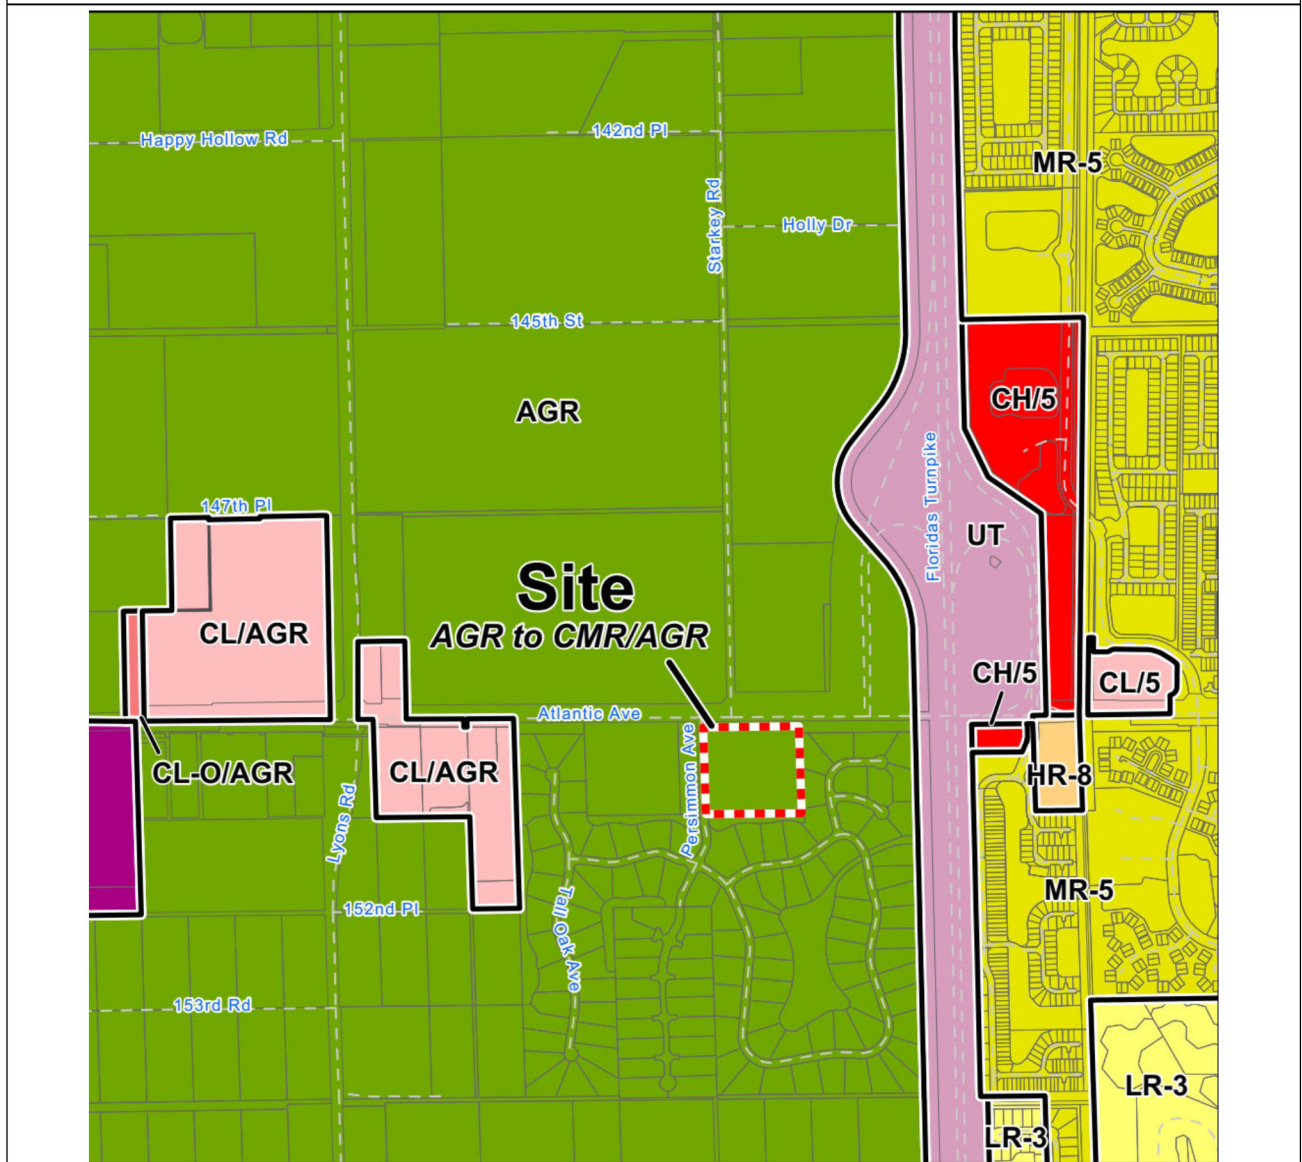 Happy Hollow Rd
142nd Pl
MR-5
Starkey Rd
Holly Dr
145th St
AGR
CH/5
Floridas Turnpike
147th Pl
UT
Site
AGR to CMR/AGR
CL/AGR
CH/5
CL/5
Atlantic Ave
Persimmon Ave
CL-O/AGR
CL/AGR
HR-8
Lyons Rd
MR-5
152nd Pl
Tall Oak Ave
153rd Rd
LR-3
LR-3